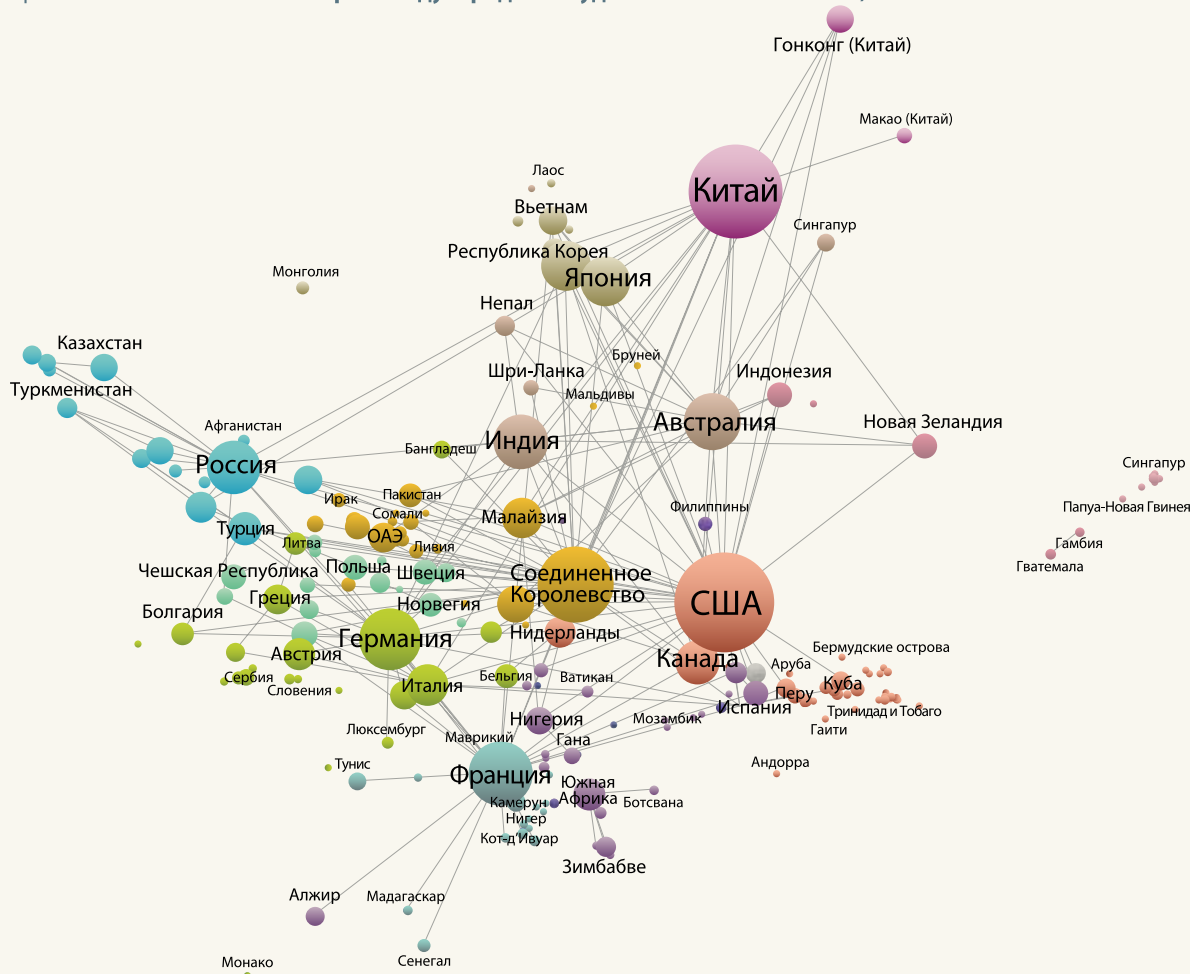 Гонконг (Китай)
Макао (Китай)
Лаос
Китай
Вьетнам
Сингапур
Республика Корея
Монголия
Япония
Непал
Казахстан
Бруней
Шри-Ланка
Индонезия
Туркменистан
Мальдивы
Афганистан
Австралия
Новая Зеландия
Индия
Бангладеш
Россия
Сингапур
Пакистан
Ирак
Филиппины
Папуа-Новая Гвинея
Сомали
Малайзия
Турция
ОАЭ
Литва
Ливия
Гамбия
Гватемала
Польша
Чешская Республика
Швеция
Соединенное
Королевство
Греция
США
Норвегия
Болгария
Нидерланды
Германия
Бермудские острова
Австрия
Канада
Аруба
Сербия
Бельгия
Ватикан
Куба
Италия
Словения
Перу
Испания
Тринидад и Тобаго
Нигерия
Мозамбик
Люксембург
Гаити
Маврикий
Гана
Тунис
Андорра
Франция
Южная
Африка
Камерун
Ботсвана
Нигер
Кот-д'Ивуар
Зимбабве
Алжир
Мадагаскар
Сенегал
Монако